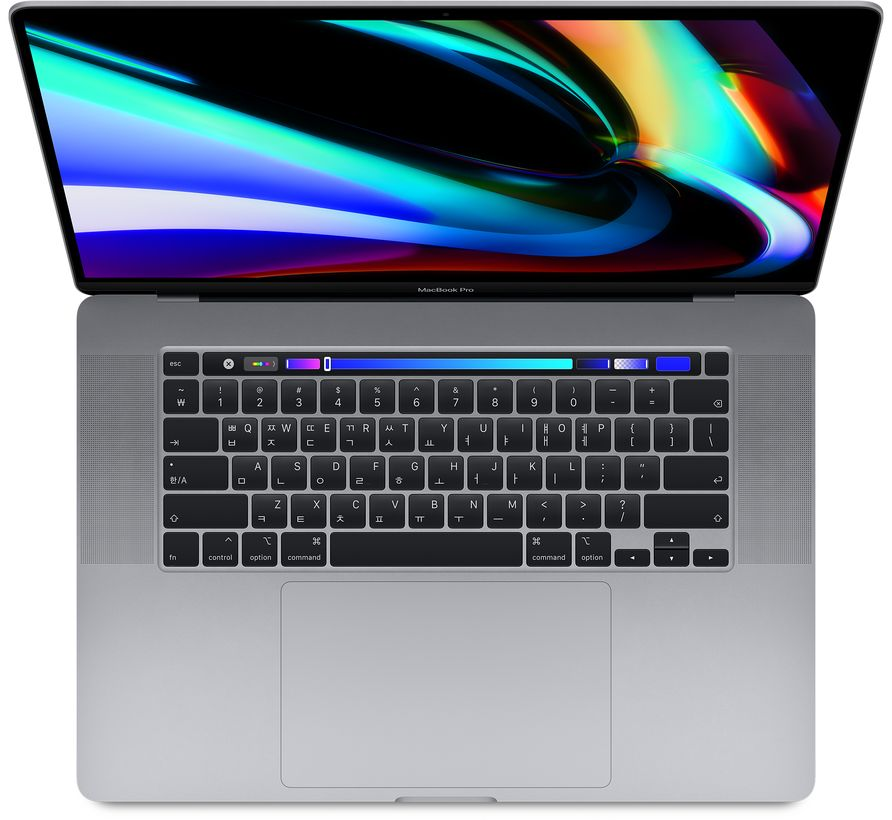 MacBook Pro
esc
~ ! @ # $ % ^ & * ( ) — +
₩ 1 2 3 4 5 6 7 8 9 0 - =
ㅃ Q ㅉ W ㄸ E ㄲ R ㅆ T Y U I ㅒ O ㅖ P { } |
ㅂ ㅈ ㄷ ㄱ ㅅ ㅛ ㅕ ㅑ ㅐ ㅔ [ ] \
A S D F G H J K L : "
한/A ㅁ ㄴ ㅇ ㄹ ㅎ ㅗ ㅓ ㅏ ㅣ ; '
Z X C V B N M < > ?
ㅋ ㅌ ㅊ ㅍ ㅠ ㅜ ㅡ , . /
fn control option command command option